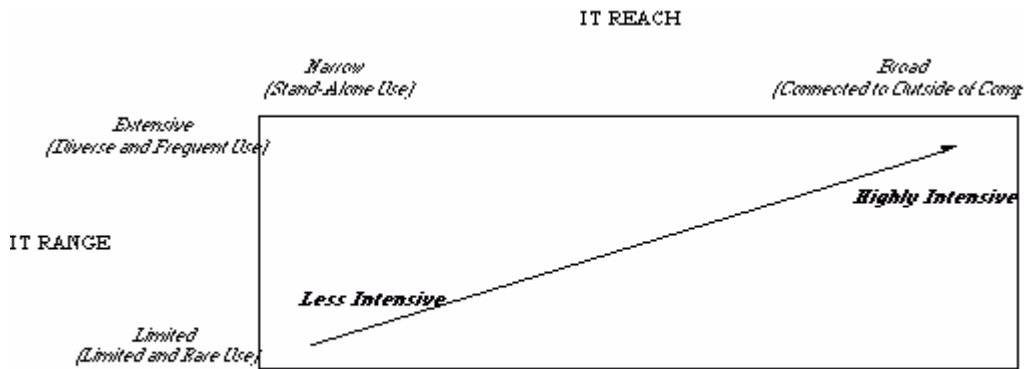 IT REACH
Narrow
(Stand-Alone Use)
Broad
(Connected to Outside of Comp
Extensive
(Diverse and Frequent Use)
Highly Intensive
IT RANGE
Less Intensive
Limited
(Limited and Rare Use)